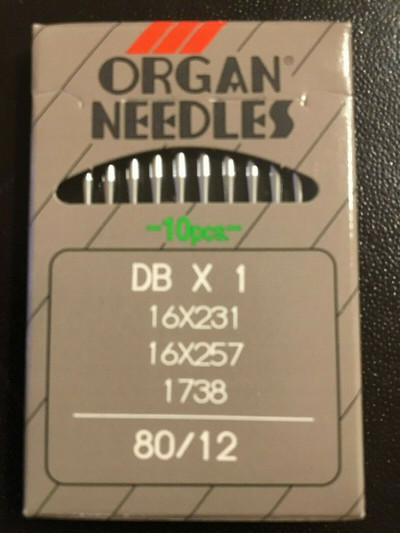 ORGAN®
NEEDLES
-10pcs.-
DB X 1
16X231
16X257
1738
80/12